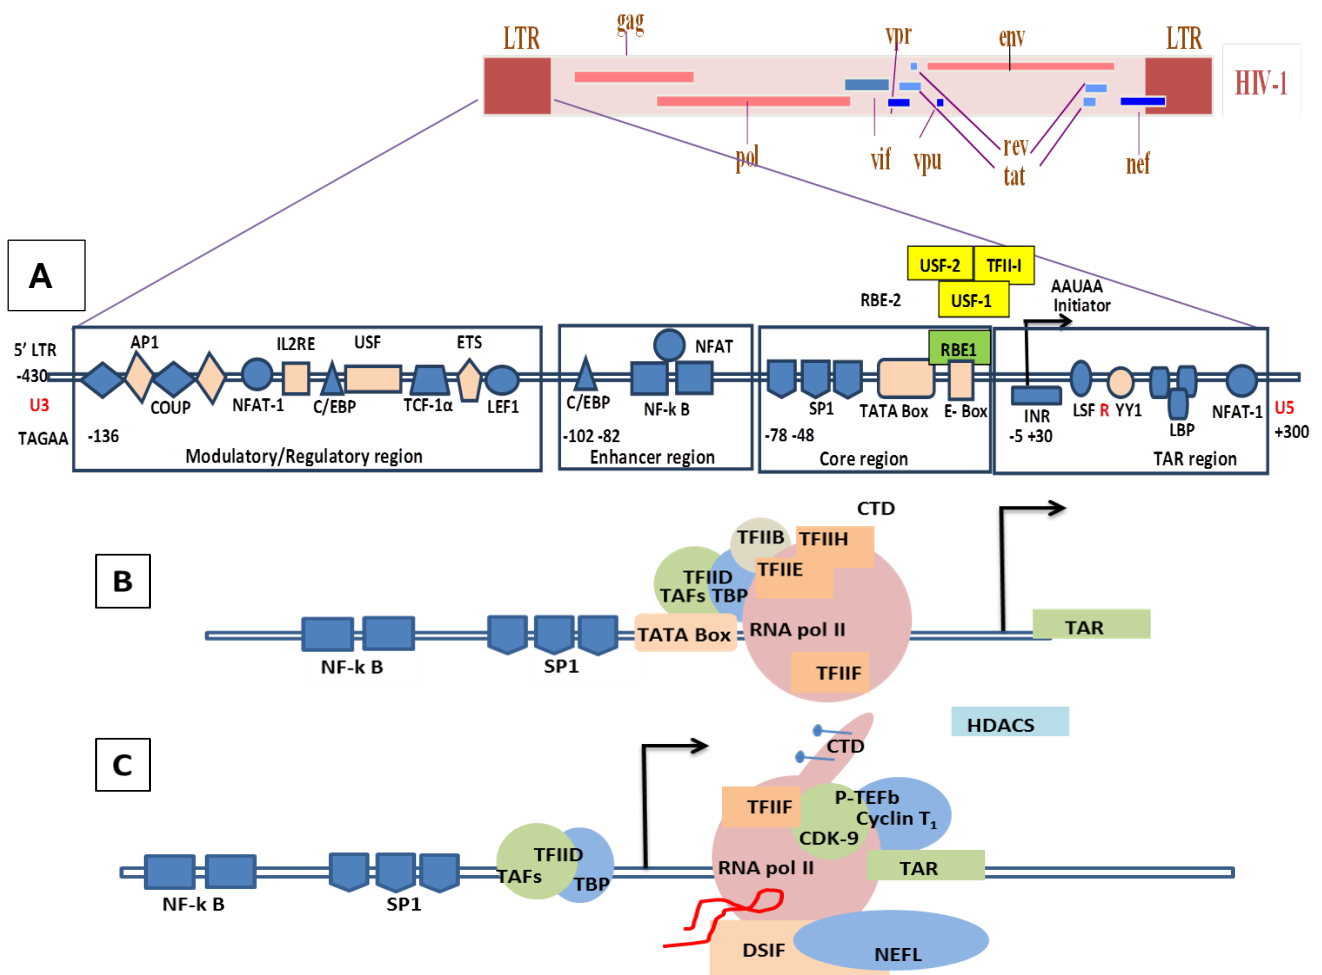 gag
LTR
vpr
env
LTR
HIV-1
pol
vif
vpu
rev
tat
nef
A
USF-2
TFII-I
RBE-2
USF-1
AAUAA
Initiator
5’ LTR
-430
U3
TAGAA
AP1
IL2RE
USF
ETS
COUP
NFAT-1
C/EBP
TCF-1α
LEF1
-136
Modulatory/Regulatory region
NFAT
C/EBP
NF-k B
-102 -82
Enhancer region
RBE1
SP1
TATA Box
E- Box
-78 -48
Core region
INR
-5 +30
LSF R YY1
LBP
NFAT-1
TAR region
U5
+300
B
CTD
TFIIB
TFIIH
TFIIE
TFIID
TAFs
TBP
TATA Box
RNA pol II
TAR
NF-k B
SP1
TFIIF
C
HDACS
CTD
TFIIF
P-TEFb
Cyclin T1
CDK-9
TFIID
TAFs
TBP
RNA pol II
TAR
NF-k B
SP1
DSIF
NEFL